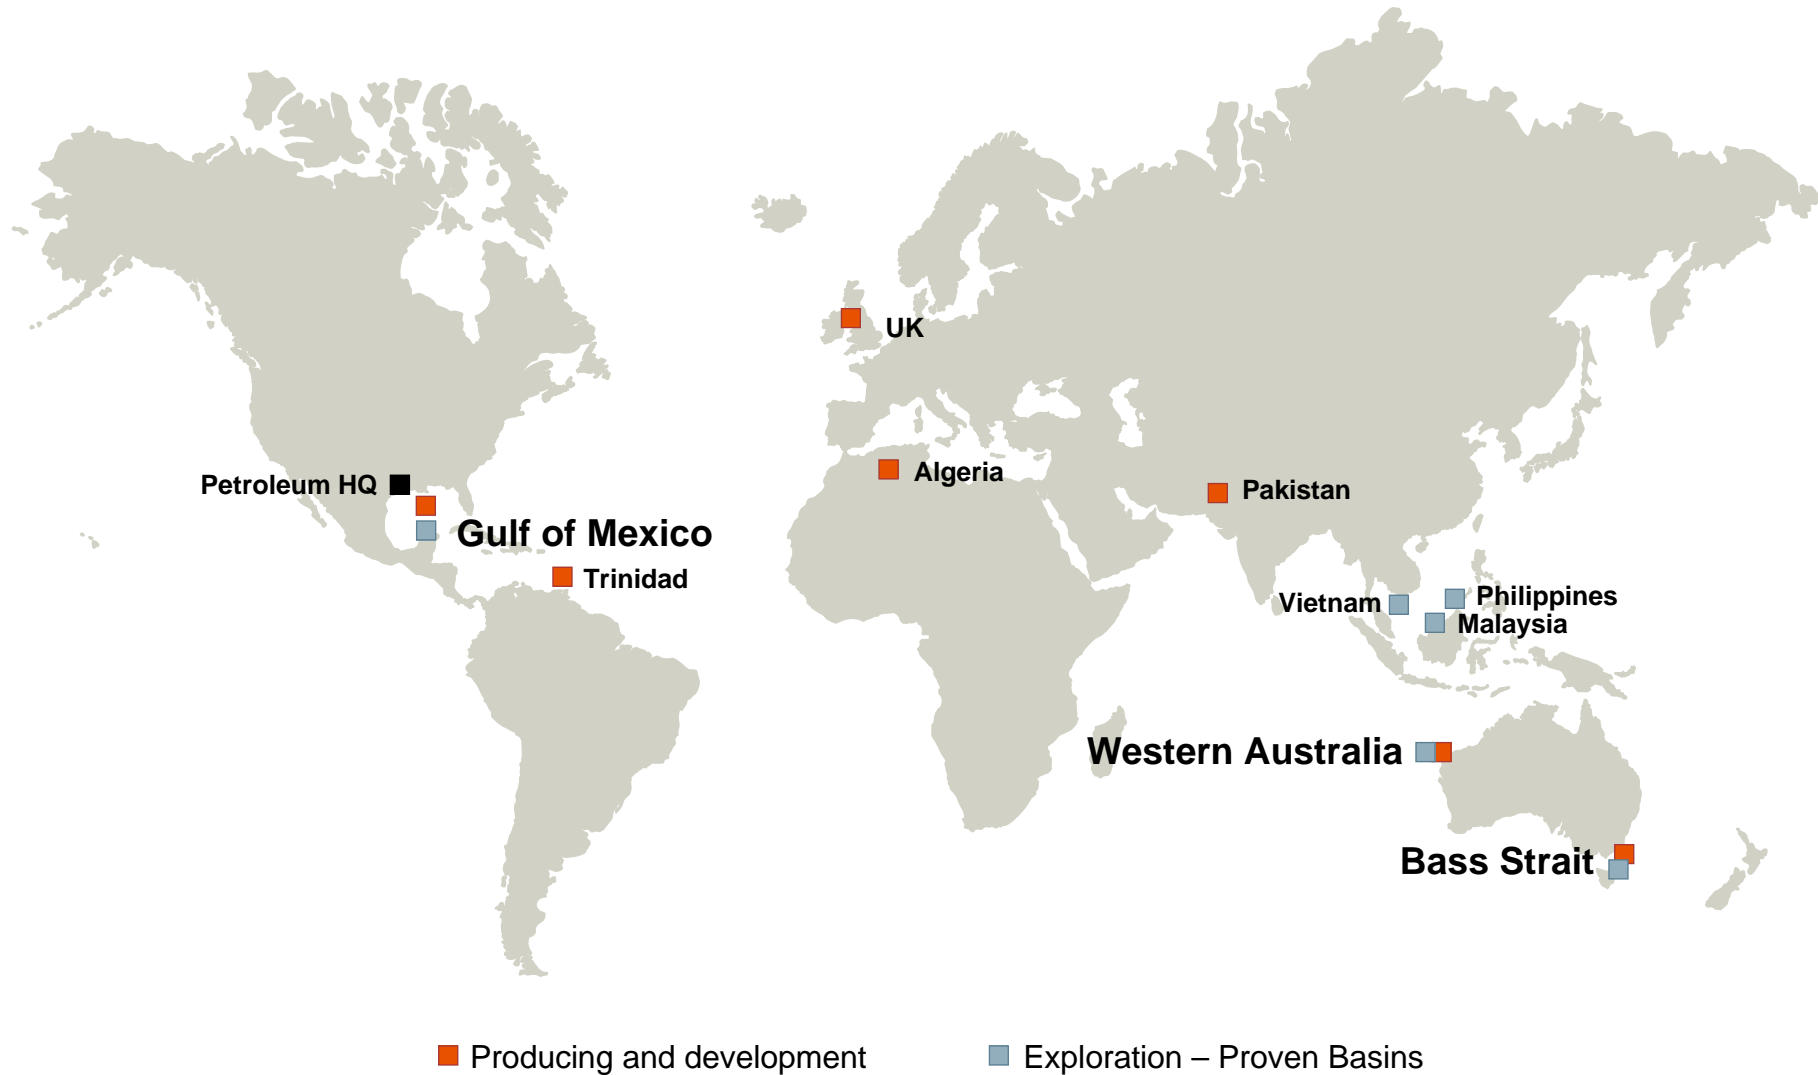 UK
Algeria
Petroleum HQ
Pakistan
Gulf of Mexico
Trinidad
Vietnam
Philippines
Malaysia
Western Australia
Bass Strait
Producing and development
Exploration – Proven Basins